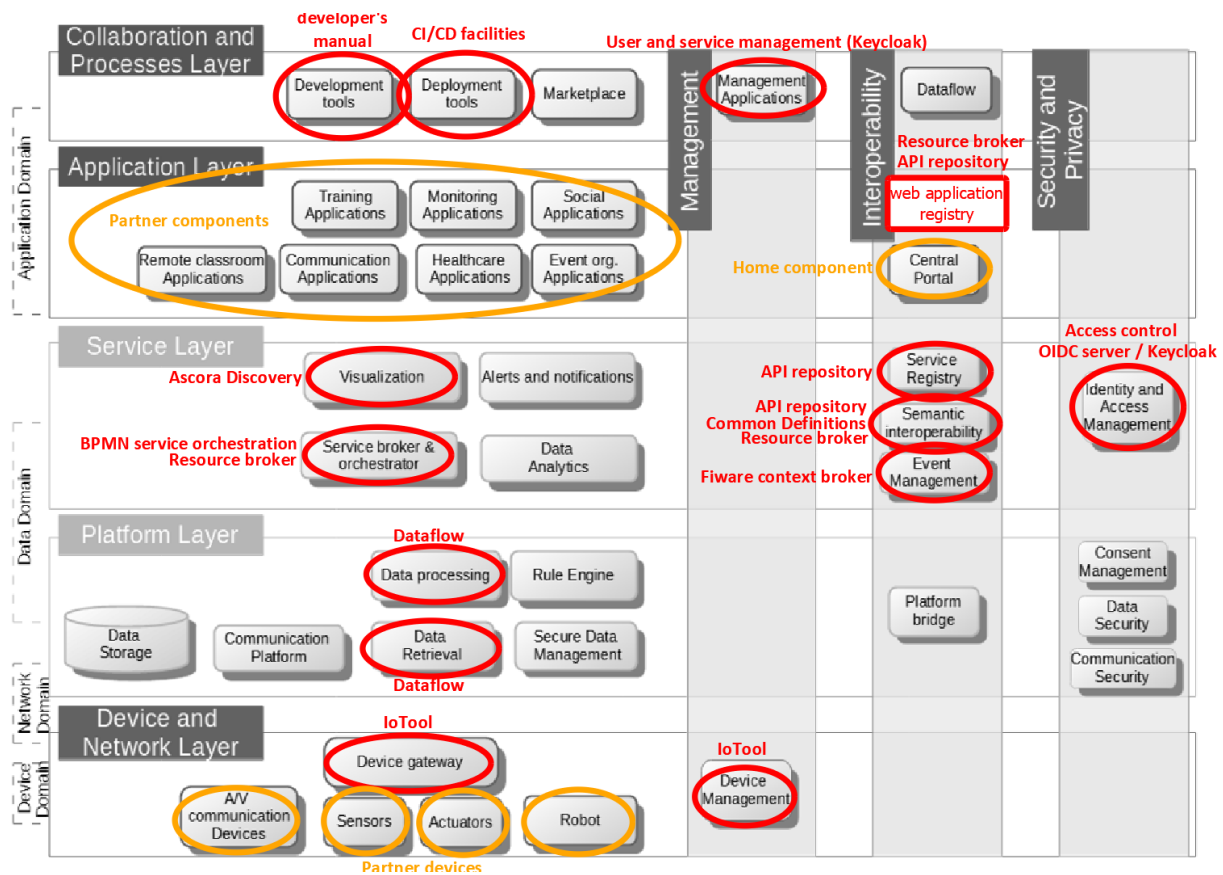 developer's
manual
CI/CD facilities
User and service management (Keycloak)
Collaboration and
Processes Layer
Development
tools
Deployment
tools
Marketplace
Management
Management
Applications
Interoperability
Dataflow
Security and
Privacy
Application Domain
Application Layer
Resource broker
API repository
web application
registry
Partner components
Training
Applications
Monitoring
Applications
Social
Applications
Remote classroom
Applications
Communication
Applications
Healthcare
Applications
Event org.
Applications
Home component
Central
Portal
Service Layer
Ascora Discovery
Visualization
Alerts and notifications
API repository
Service
Registry
Access control
OIDC server / Keycloak
Identity and
Access
Management
API repository
Common Definitions
Resource broker
Semantic
interoperability
BPMN service orchestration
Resource broker
Service broker &
orchestrator
Data
Analytics
Fiware context broker
Event
Management
Data Domain
Platform Layer
Dataflow
Data processing
Rule Engine
Consent
Management
Data
Storage
Communication
Platform
Data
Retrieval
Dataflow
Secure Data
Management
Platform
bridge
Data
Security
Communication
Security
Network
Domain
Device and
Network Layer
IoTool
Device gateway
IoTool
Device
Management
Device
Domain
A/V
communication
Devices
Sensors
Actuators
Robot
Partner devices